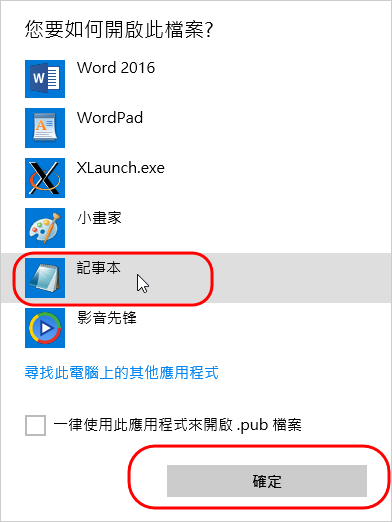 您要如何開啟此檔案?
Word 2016
WordPad
XLaunch.exe
小畫家
記事本
影音先锋
尋找此電腦上的其他應用程式
一律使用此應用程式來開啟 .pub 檔案
確定